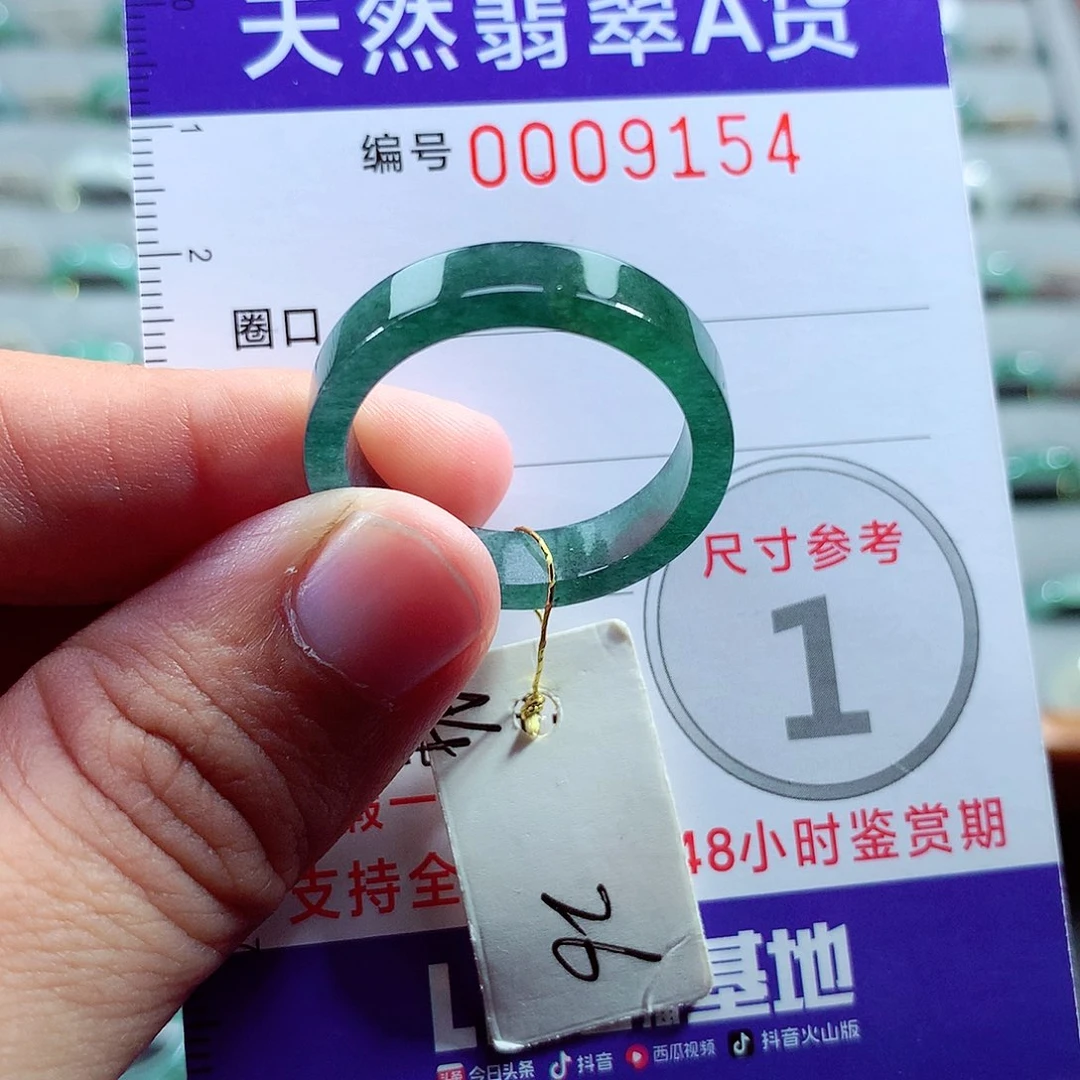 天然翡翠A货
编号 0009154
1
2
圈口
尺寸参考
1
48小时鉴赏期
支持全
基地
头条 今日头条 抖音 西瓜视频 抖音火山版